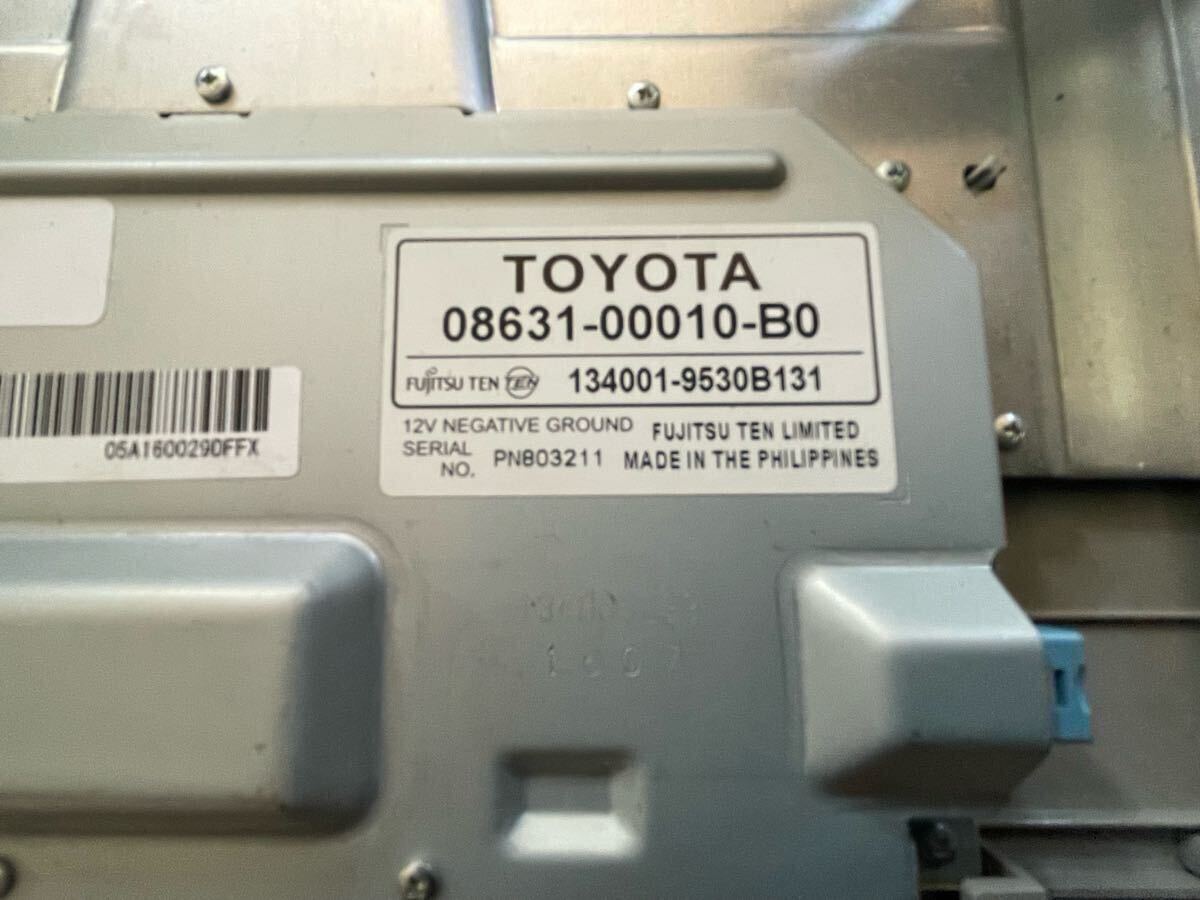 TOYOTA
08631-00010-B0
FUJITSU TEN TEN 134001-9530B131
12V NEGATIVE GROUND FUJITSU TEN LIMITED
SERIAL NO. PN803211 MADE IN THE PHILIPPINES
05A1600290FFX